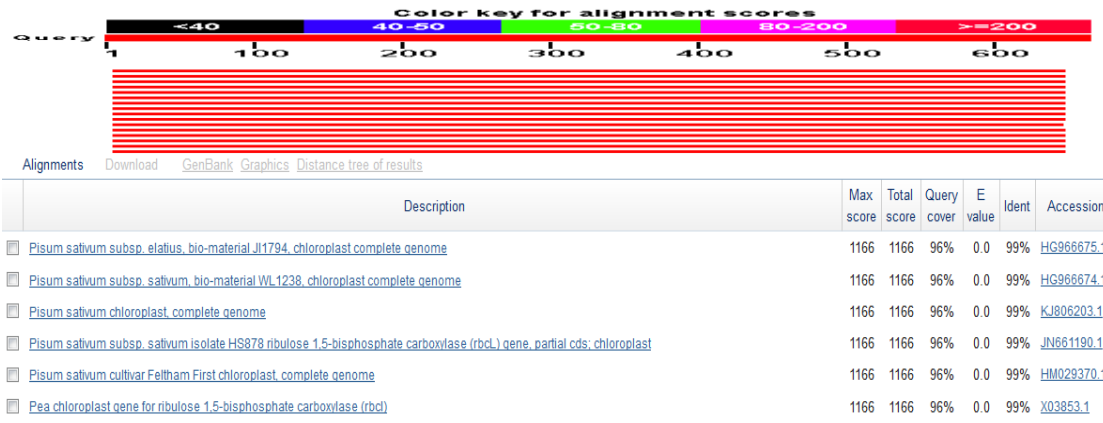 Color key for alignment scores
<40 40-50 50-80 80-200 >=200
Query
1 100 200 300 400 500 600
Alignments Download GenBank Graphics Distance tree of results
Description Max score Total score Query cover E value Ident Accession
Pisum sativum subsp. elatius, bio-material JI1794, chloroplast complete genome 1166 1166 96% 0.0 99% HG966675.1
Pisum sativum subsp. sativum, bio-material WL1238, chloroplast complete genome 1166 1166 96% 0.0 99% HG966674.1
Pisum sativum chloroplast, complete genome 1166 1166 96% 0.0 99% KJ806203.1
Pisum sativum subsp. sativum isolate HS878 ribulose 1,5-bisphosphate carboxylase (rbcL) gene, partial cds; chloroplast 1166 1166 96% 0.0 99% JN661190.1
Pisum sativum cultivar Feltham First chloroplast, complete genome 1166 1166 96% 0.0 99% HM029370.1
Pea chloroplast gene for ribulose 1,5-bisphosphate carboxylase (rbcl) 1166 1166 96% 0.0 99% X03853.1